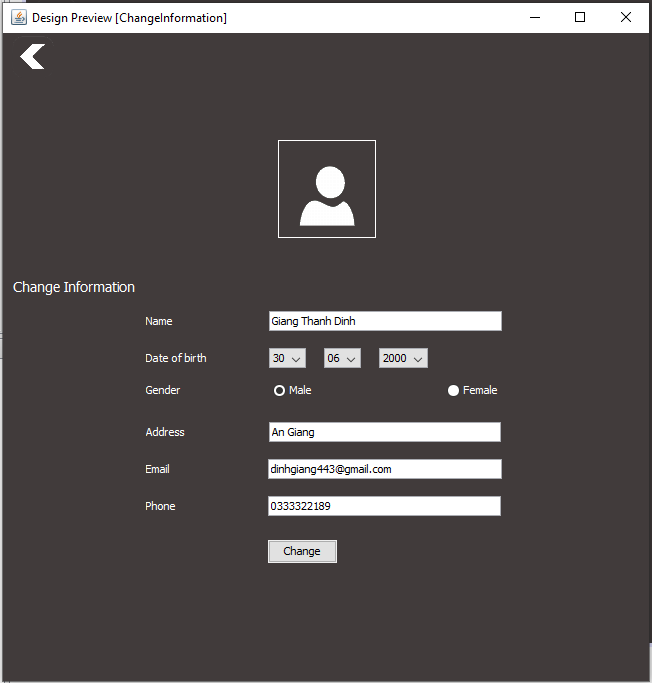 Design Preview [ChangeInformation]
Change Information
Name Giang Thanh Dinh
Date of birth 30 06 2000
Gender Male Female
Address An Giang
Email dinhgiang443@gmail.com
Phone 0333322189
Change